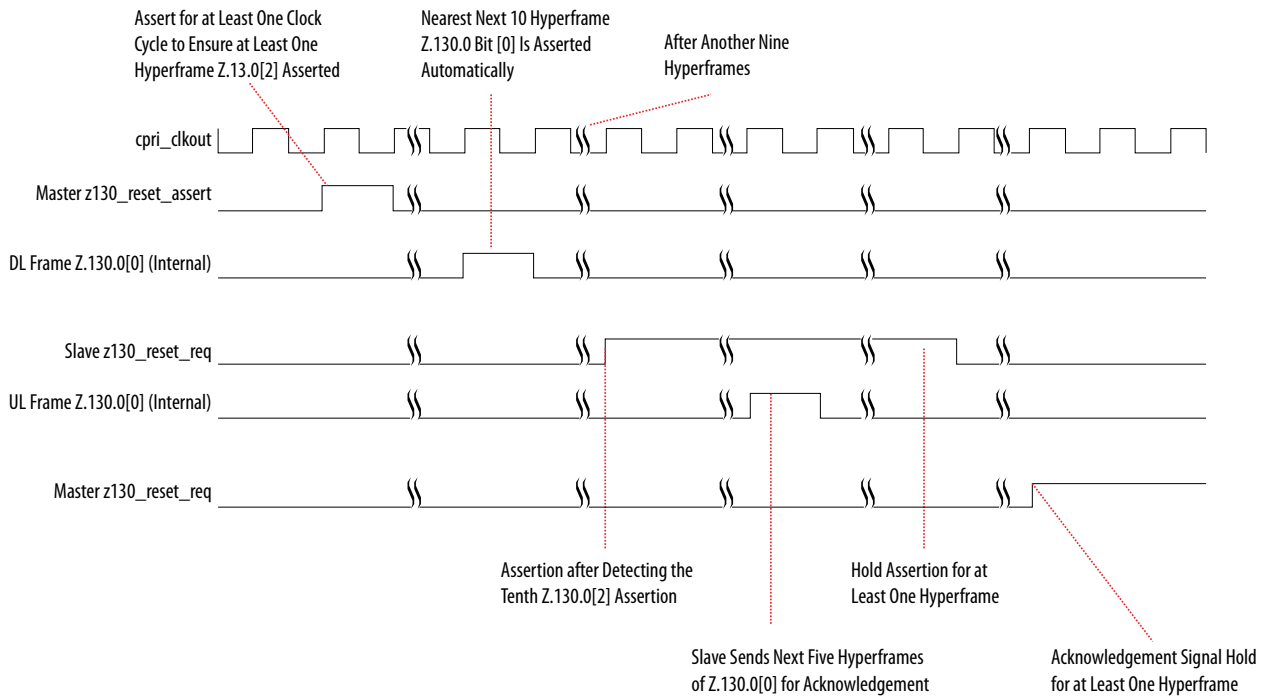 Assert for at Least One Clock
Cycle to Ensure at Least One
Hyperframe Z.13.0[2] Asserted
Nearest Next 10 Hyperframe
Z.130.0 Bit [0] Is Asserted
Automatically
After Another Nine
Hyperframes
cpri_clkout
Master z130_reset_assert
DL Frame Z.130.0[0] (Internal)
Slave z130_reset_req
UL Frame Z.130.0[0] (Internal)
Master z130_reset_req
Assertion after Detecting the
Tenth Z.130.0[2] Assertion
Hold Assertion for at
Least One Hyperframe
Slave Sends Next Five Hyperframes
of Z.130.0[0] for Acknowledgement
Acknowledgement Signal Hold
for at Least One Hyperframe